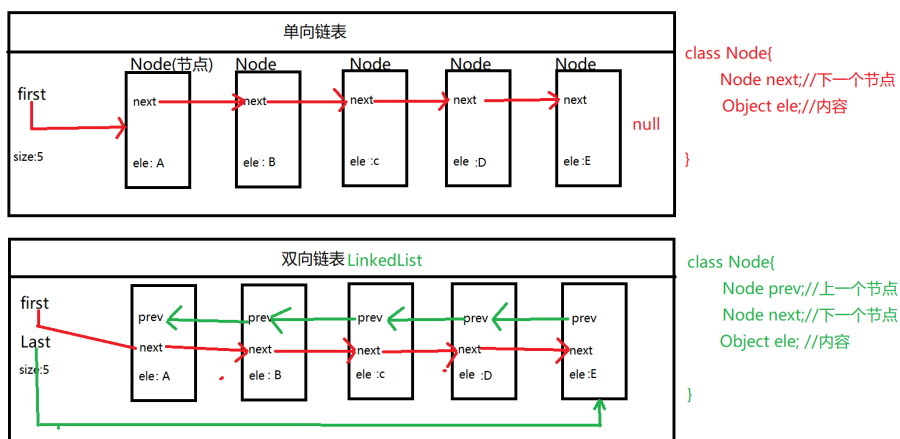 单向链表
Node(节点) Node Node Node Node
first
next next next next next
null
size:5
ele: A ele: B ele :c ele :D ele :E
class Node{
Node next;//下一个节点
Object ele;//内容
}
双向链表 LinkedList
first
Last
size:5
prev prev prev prev prev
next next next next next
ele: A ele: B ele :c ele :D ele :E
class Node{
Node prev;//上一个节点
Node next;//下一个节点
Object ele; //内容
}